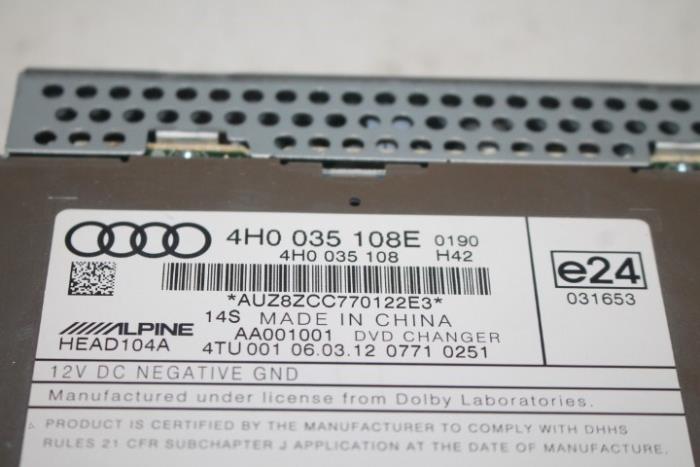 4H0 035 108E 0190
4H0 035 108 H42
*AUZ8ZCC770122E3*
14S MADE IN CHINA
ALPINE AA001001 DVD CHANGER
HEAD104A 4TU 001 06.03.12 0771 0251
e24
031653
12V DC NEGATIVE GND
Manufactured under license from Dolby Laboratories.
PRODUCT IS CERTIFIED BY THE MANUFACTURER TO COMPLY WITH DHHS
RULES 21 CFR SUBCHAPTER J APPLICATION AT THE DATE OF MANUFACTURE.